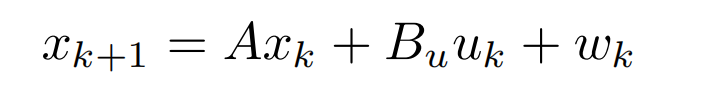 x_{k+1} = Ax_k + B_u u_k + w_k